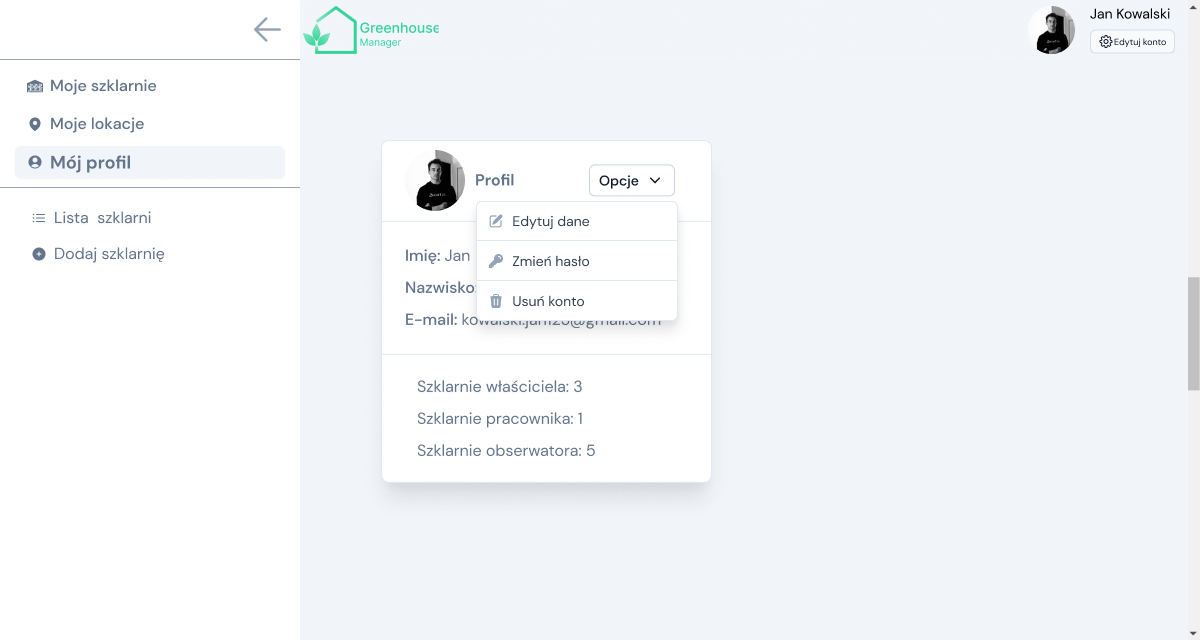 Greenhouse
Manager
Jan Kowalski
Edytuj konto
Moje szklarnie
Moje lokacje
Mój profil
Lista szklarni
Dodaj szklarnię
Profil
Opcje
Edytuj dane
Zmień hasło
Usuń konto
Imię: Jan
Nazwisko:
E-mail: kowalski.jan123@gmail.com
Szklarnie właściciela: 3
Szklarnie pracownika: 1
Szklarnie obserwatora: 5